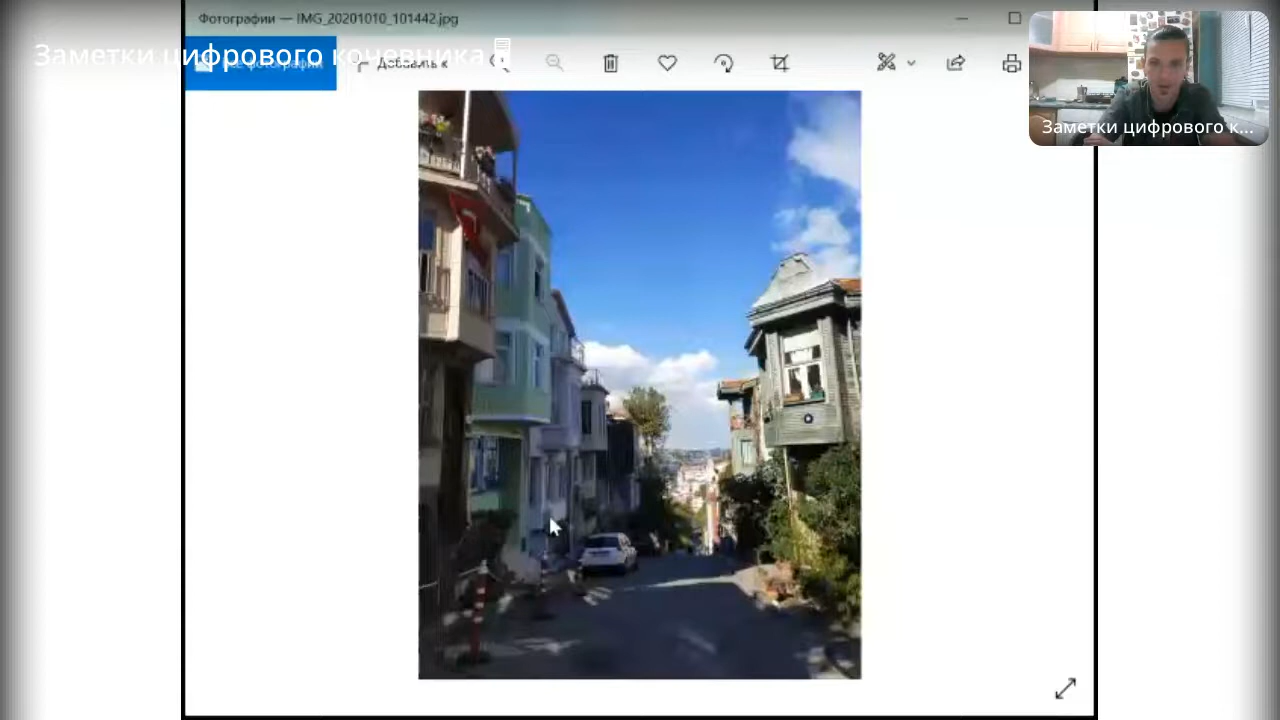 Фотографии — IMG_20201010_101442.jpg
Заметки цифрового кочевника
Добавить к
Заметки цифрового к...